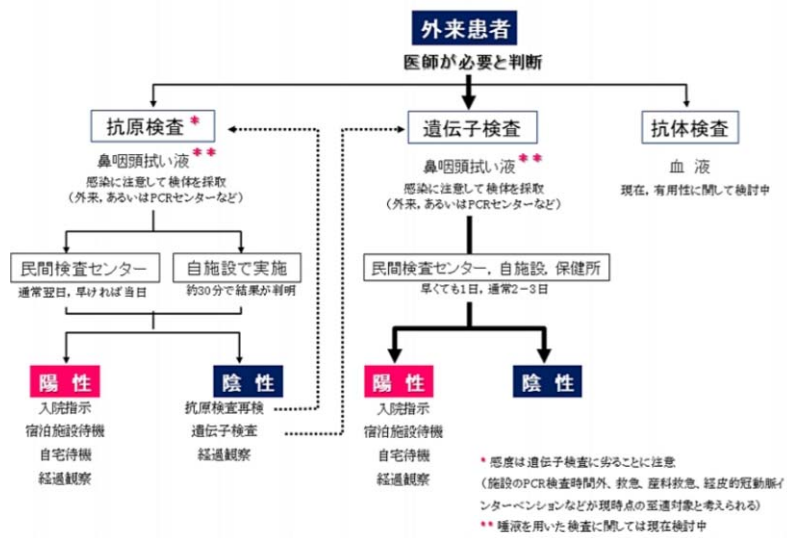 外来患者
医師が必要と判断
抗原検査*
鼻咽頭拭い液**
感染に注意して検体を採取
(外来,あるいはPCRセンターなど)
民間検査センター
通常翌日,早ければ当日
自施設で実施
約30分で結果が判明
陽 性
入院指示
宿泊施設待機
自宅待機
経過観察
陰 性
抗原検査再検
遺伝子検査
経過観察
遺伝子検査
鼻咽頭拭い液**
感染に注意して検体を採取
(外来,あるいはPCRセンターなど)
民間検査センター,自施設,保健所
早くても1日,通常2-3日
陽 性
入院指示
宿泊施設待機
自宅待機
経過観察
陰 性
抗体検査
血 液
現在,有用性に関して検討中
* 感度は遺伝子検査に劣ることに注意
(施設のPCR検査時間外、救急、産科救急、経皮的冠動脈イ
ンターベンションなどが現時点の至適対象と考えられる)
** 唾液を用いた検査に関しては現在検討中